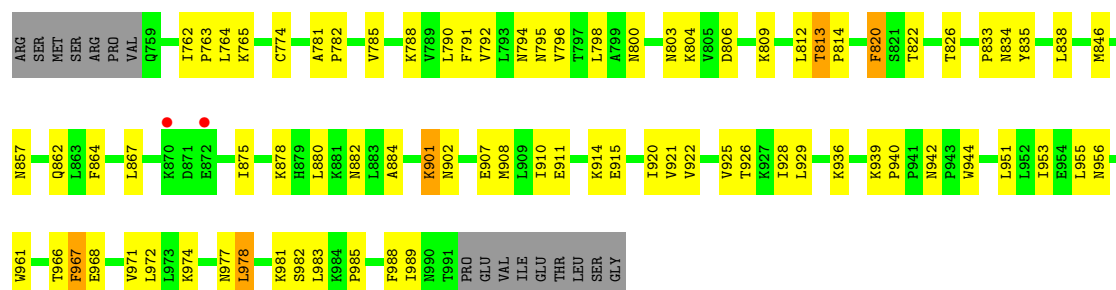 ARG SER MET SER ARG PRO VAL Q759 I762 P763 L764 K765 C774 A781 P782 V785 K788 V789 L790 F791 V792 L793 N794 N795 V796 T797 L798 A799 N800 N803 K804 V805 D806 K809 L812 T813 P814 F820 S821 T822 T826 P833 N834 Y835 L838 M846
N857 Q862 L863 F864 L867 K870 D871 E872 I875 K878 H879 L880 K881 N882 L883 A884 K901 N902 E907 M908 L909 I910 E911 K914 E915 I920 V921 V922 V925 T926 K927 I928 L929 K936 K939 P940 P941 N942 P943 W944 L951 L952 I953 E954 L955 N956
W961 T966 F967 E968 V971 L972 L973 K974 N977 L978 K981 S982 L983 K984 P985 F988 I989 N990 T991 PRO GLU VAL ILE GLU THR LEU SER GLY